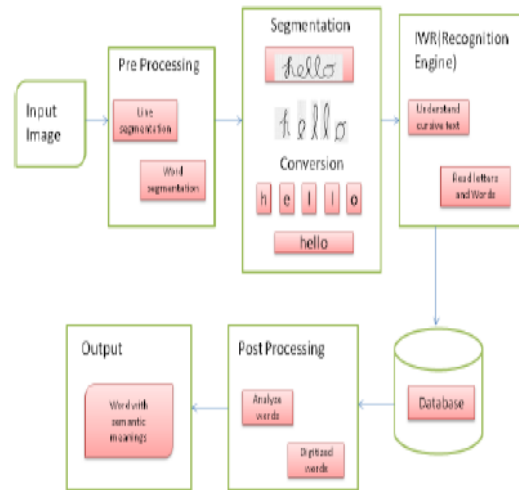 Input
Image
Pre Processing
Line
segmentation
Word
segmentation
Segmentation
hello
h e l l o
Conversion
h e l l o
hello
IWR(Recognition
Engine)
Understand
cursive text
Read letters
and Words
Database
Post Processing
Analyze
words
Digitized
words
Output
Word with
semantic
meanings